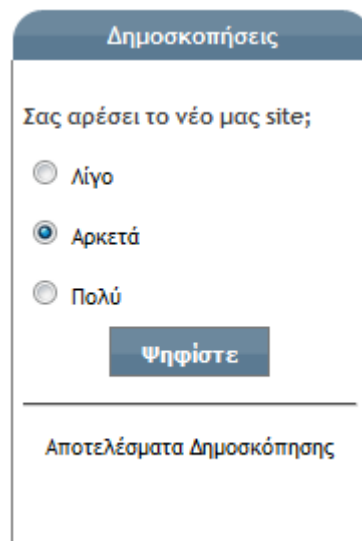 Δημοσκοπήσεις
Σας αρέσει το νέο μας site;
Λίγο
Αρκετά
Πολύ
Ψηφίστε
Αποτελέσματα Δημοσκόπησης